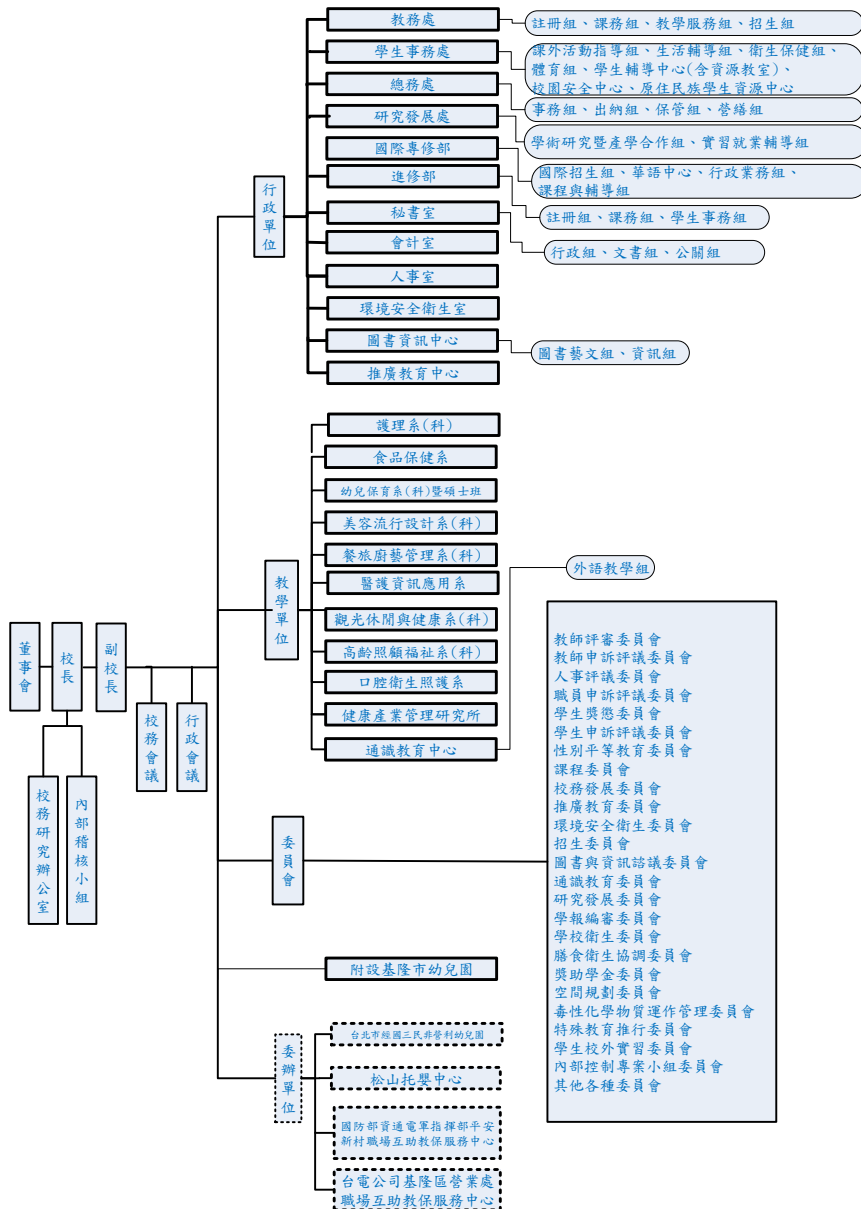 董事會
校長
副校長
校務研究辦公室
內部稽核小組
校務會議
行政會議
行政單位
教務處
註冊組、課務組、教學服務組、招生組
學生事務處
課外活動指導組、生活輔導組、衛生保健組、
體育組、學生輔導中心(含資源教室)、
校園安全中心、原住民族學生資源中心
總務處
事務組、出納組、保管組、營繕組
研究發展處
學術研究暨產學合作組、實習就業輔導組
國際專修部
國際招生組、華語中心、行政業務組、
課程與輔導組
進修部
註冊組、課務組、學生事務組
秘書室
行政組、文書組、公關組
會計室
人事室
環境安全衛生室
圖書資訊中心
圖書藝文組、資訊組
推廣教育中心
教學單位
護理系(科)
食品保健系
幼兒保育系(科)暨碩士班
美容流行設計系(科)
餐旅廚藝管理系(科)
醫護資訊應用系
觀光休閒與健康系(科)
高齡照顧福祉系(科)
口腔衛生照護系
健康產業管理研究所
通識教育中心
外語教學組
委員會
教師評審委員會
教師申訴評議委員會
人事評議委員會
職員申訴評議委員會
學生獎懲委員會
學生申訴評議委員會
性別平等教育委員會
課程委員會
校務發展委員會
推廣教育委員會
環境安全衛生委員會
招生委員會
圖書與資訊諮議委員會
通識教育委員會
研究發展委員會
學報編審委員會
學校衛生委員會
膳食衛生協調委員會
獎助學金委員會
空間規劃委員會
毒性化學物質運作管理委員會
特殊教育推行委員會
學生校外實習委員會
內部控制專案小組委員會
其他各種委員會
附設基隆市幼兒園
委辦單位
台北市經國三民非營利幼兒園
松山托嬰中心
國防部資通電軍指揮部平安
新村職場互助教保服務中心
台電公司基隆區營業處
職場互助教保服務中心